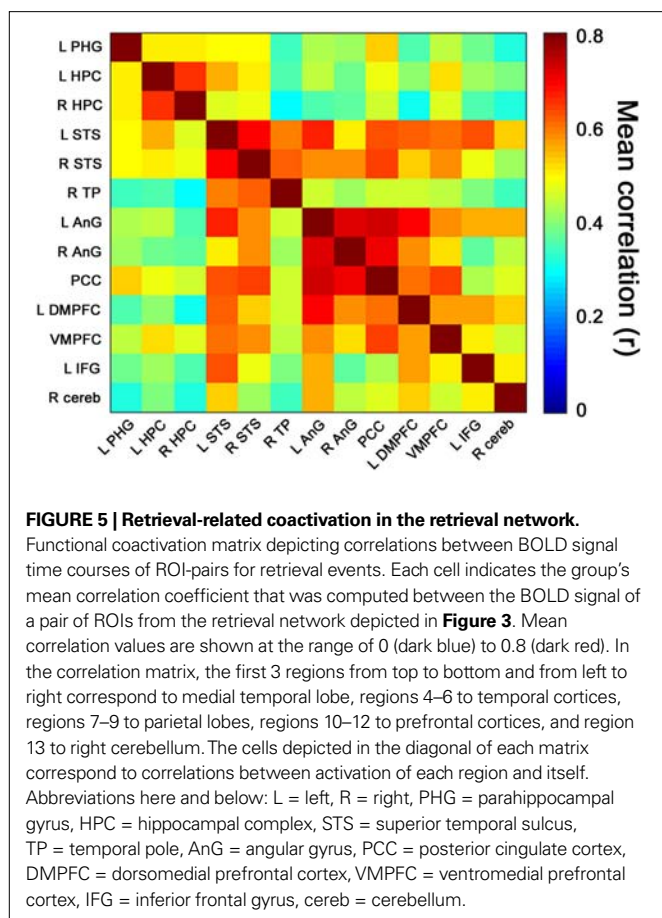 L PHG
L HPC
R HPC
L STS
R STS
R TP
L AnG
R AnG
PCC
L DMPFC
VMPFC
L IFG
R cereb
L PHG
L HPC
R HPC
L STS
R STS
R TP
L AnG
R AnG
PCC
L DMPFC
VMPFC
L IFG
R cereb
0.8
0.6
0.4
0.2
0
Mean correlation (r)
FIGURE 5 | Retrieval-related coactivation in the retrieval network.
Functional coactivation matrix depicting correlations between BOLD signal
time courses of ROI-pairs for retrieval events. Each cell indicates the group's
mean correlation coefficient that was computed between the BOLD signal of
a pair of ROIs from the retrieval network depicted in Figure 3. Mean
correlation values are shown at the range of 0 (dark blue) to 0.8 (dark red). In
the correlation matrix, the first 3 regions from top to bottom and from left to
right correspond to medial temporal lobe, regions 4–6 to temporal cortices,
regions 7–9 to parietal lobes, regions 10–12 to prefrontal cortices, and region
13 to right cerebellum. The cells depicted in the diagonal of each matrix
correspond to correlations between activation of each region and itself.
Abbreviations here and below: L = left, R = right, PHG = parahippocampal
gyrus, HPC = hippocampal complex, STS = superior temporal sulcus,
TP = temporal pole, AnG = angular gyrus, PCC = posterior cingulate cortex,
DMPFC = dorsomedial prefrontal cortex, VMPFC = ventromedial prefrontal
cortex, IFG = inferior frontal gyrus, cereb = cerebellum.